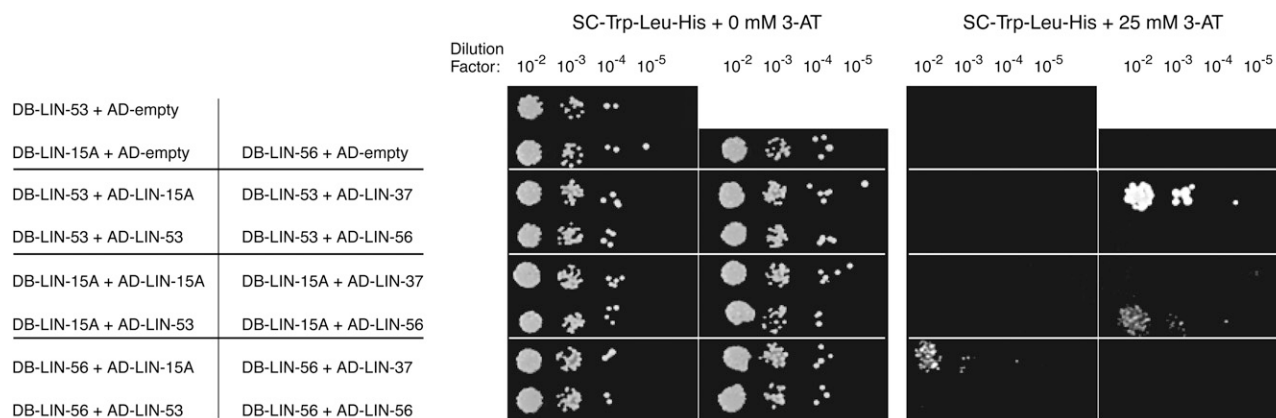 SC-Trp-Leu-His + 0 mM 3-AT SC-Trp-Leu-His + 25 mM 3-AT
Dilution
Factor: 10-2 10-3 10-4 10-5 10-2 10-3 10-4 10-5 10-2 10-3 10-4 10-5 10-2 10-3 10-4 10-5
DB-LIN-53 + AD-empty
DB-LIN-15A + AD-empty DB-LIN-56 + AD-empty
DB-LIN-53 + AD-LIN-15A DB-LIN-53 + AD-LIN-37
DB-LIN-53 + AD-LIN-53 DB-LIN-53 + AD-LIN-56
DB-LIN-15A + AD-LIN-15A DB-LIN-15A + AD-LIN-37
DB-LIN-15A + AD-LIN-53 DB-LIN-15A + AD-LIN-56
DB-LIN-56 + AD-LIN-15A DB-LIN-56 + AD-LIN-37
DB-LIN-56 + AD-LIN-53 DB-LIN-56 + AD-LIN-56